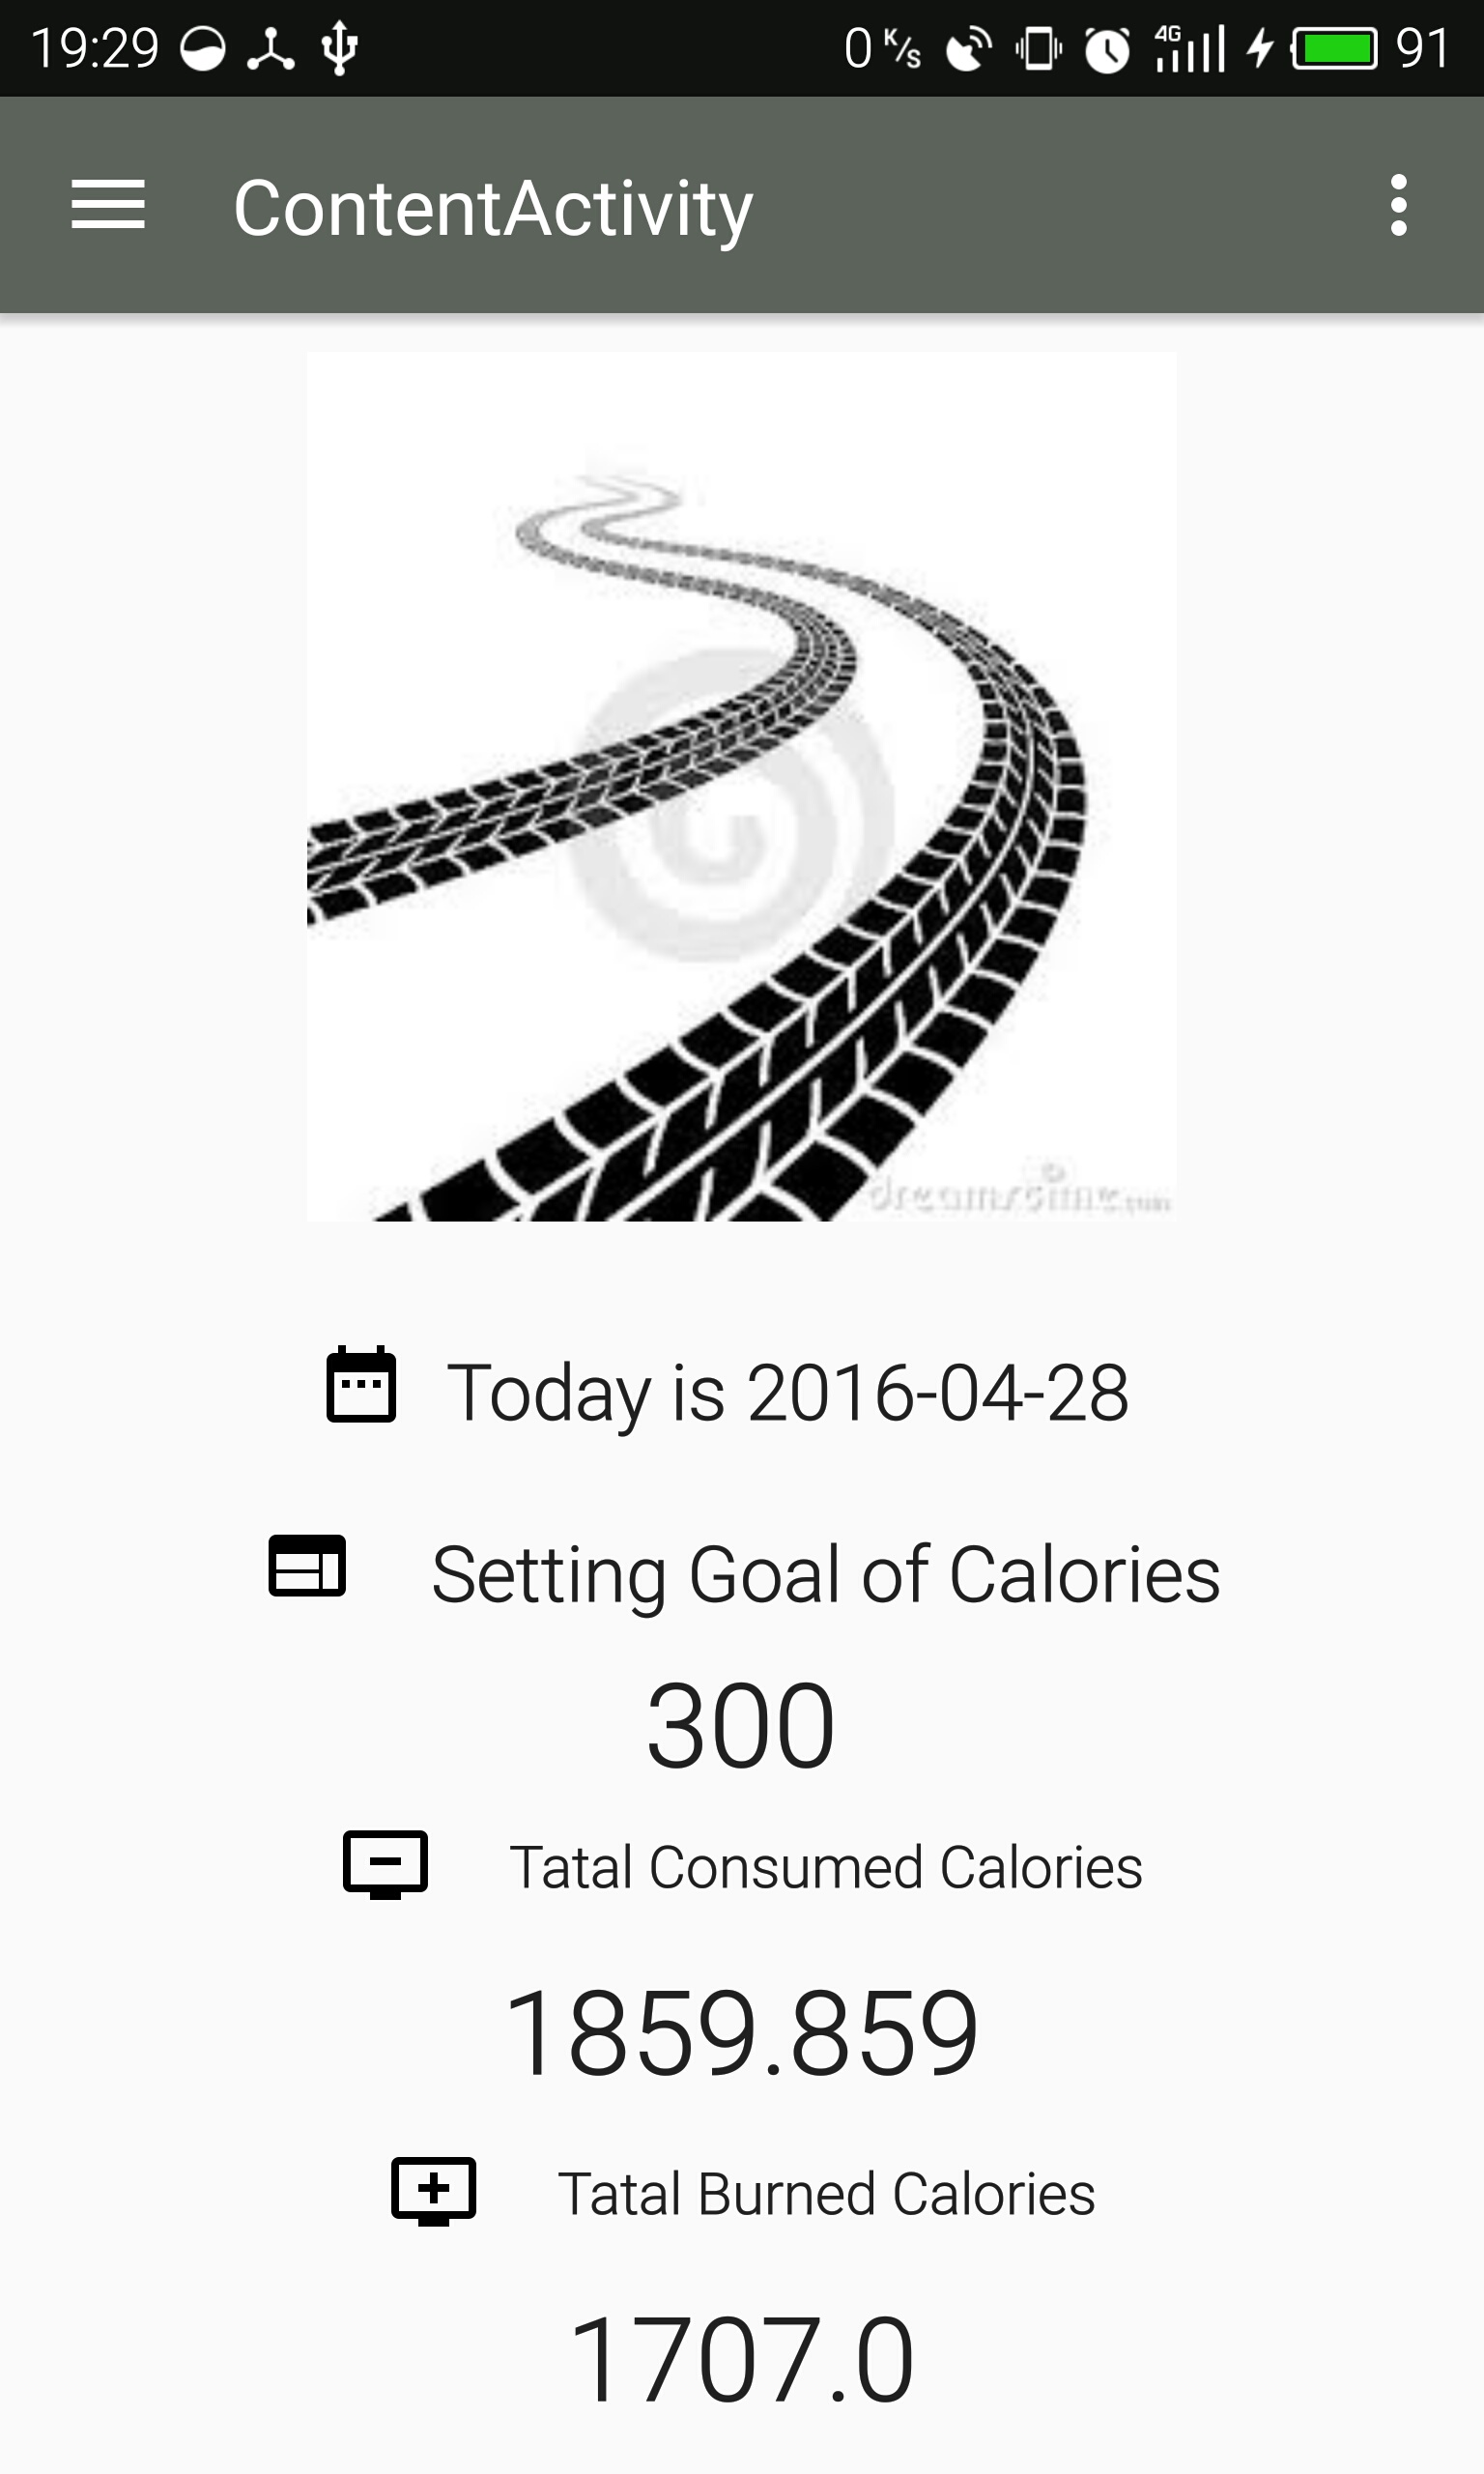 19:29 0 K/s 4G 91
ContentActivity
dreamstime.com
Today is 2016-04-28
Setting Goal of Calories
300
Tatal Consumed Calories
1859.859
Tatal Burned Calories
1707.0